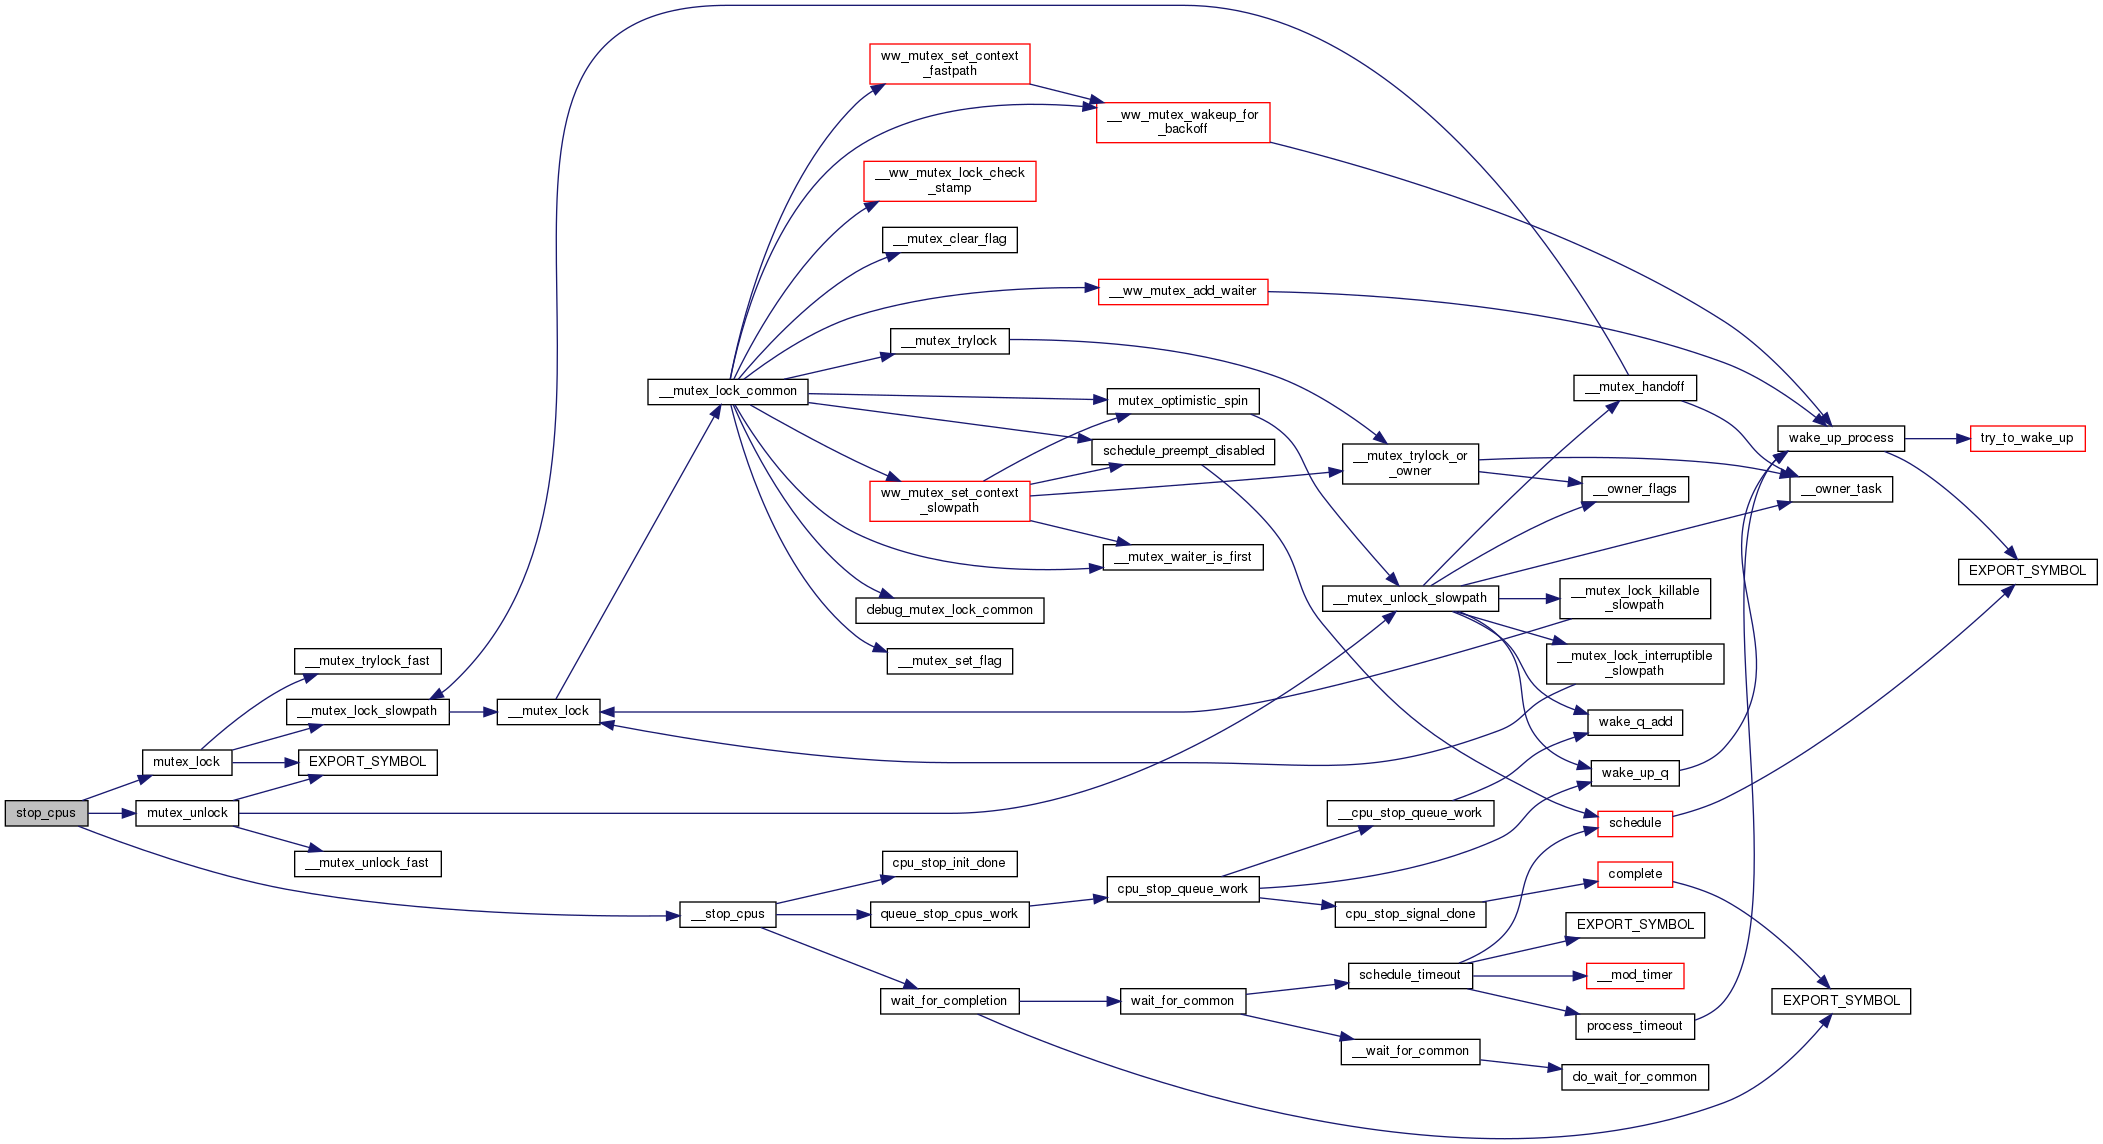 ww_mutex_set_context
_fastpath
__ww_mutex_wakeup_for
_backoff
__ww_mutex_lock_check
_stamp
__mutex_clear_flag
__ww_mutex_add_waiter
__mutex_trylock
__mutex_lock_common
mutex_optimistic_spin
__mutex_handoff
wake_up_process
try_to_wake_up
schedule_preempt_disabled
__mutex_trylock_or
_owner
ww_mutex_set_context
_slowpath
__owner_flags
__owner_task
__mutex_waiter_is_first
EXPORT_SYMBOL
debug_mutex_lock_common
__mutex_unlock_slowpath
__mutex_lock_killable
_slowpath
__mutex_trylock_fast
__mutex_set_flag
__mutex_lock_interruptible
_slowpath
__mutex_lock_slowpath
__mutex_lock
wake_q_add
mutex_lock
EXPORT_SYMBOL
wake_up_q
stop_cpus
mutex_unlock
__cpu_stop_queue_work
schedule
__mutex_unlock_fast
cpu_stop_init_done
cpu_stop_queue_work
complete
__stop_cpus
queue_stop_cpus_work
cpu_stop_signal_done
EXPORT_SYMBOL
schedule_timeout
__mod_timer
wait_for_completion
wait_for_common
EXPORT_SYMBOL
process_timeout
__wait_for_common
do_wait_for_common